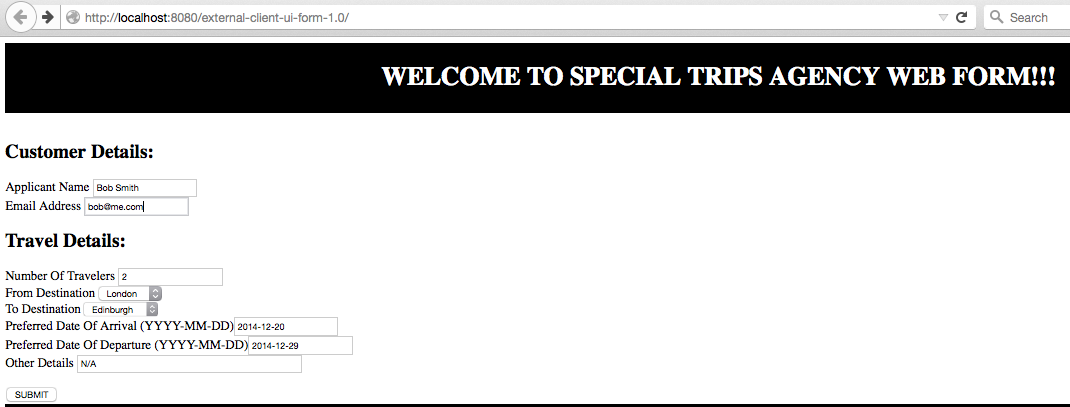 http://localhost:8080/external-client-ui-form-1.0/ Search
WELCOME TO SPECIAL TRIPS AGENCY WEB FORM!!!
Customer Details:
Applicant Name Bob Smith
Email Address bob@me.com
Travel Details:
Number Of Travelers 2
From Destination London
To Destination Edinburgh
Preferred Date Of Arrival (YYYY-MM-DD) 2014-12-20
Preferred Date Of Departure (YYYY-MM-DD) 2014-12-29
Other Details N/A
SUBMIT